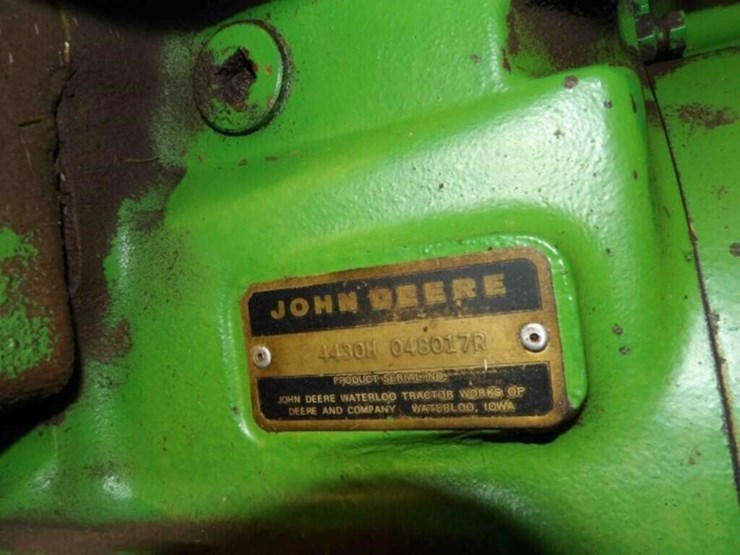 JOHN DEERE
4430H 048017R
PRODUCT SERIAL NO.
JOHN DEERE WATERLOO TRACTOR WORKS OF
DEERE AND COMPANY WATERLOO, IOWA